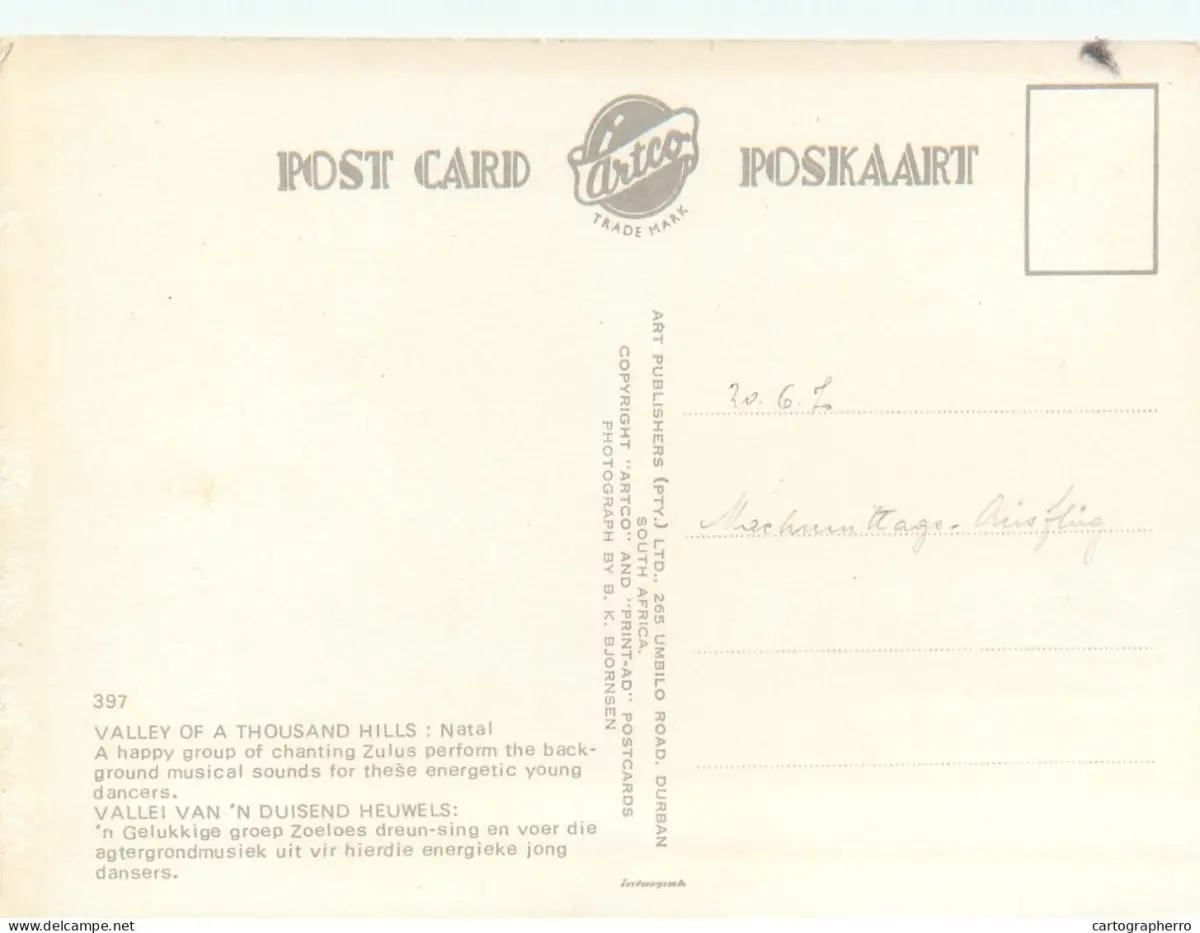 POST CARD
artco
TRADE MARK
POSKAART
ART PUBLISHERS (PTY.) LTD., 265 UMBILO ROAD, DURBAN
SOUTH AFRICA.
COPYRIGHT "ARTCO" AND "PRINT-AD" POSTCARDS
PHOTOGRAPH BY B. K. BJORNSEN
20. 6. 
Nachmittags-Ausflug
397
VALLEY OF A THOUSAND HILLS : Natal
A happy group of chanting Zulus perform the back-
ground musical sounds for these energetic young
dancers.
VALLEI VAN 'N DUISEND HEUWELS:
'n Gelukkige groep Zoeloes dreun-sing en voer die
agtergrondmusiek uit vir hierdie energieke jong
dansers.
interpak
www.delcampe.net
cartographerro